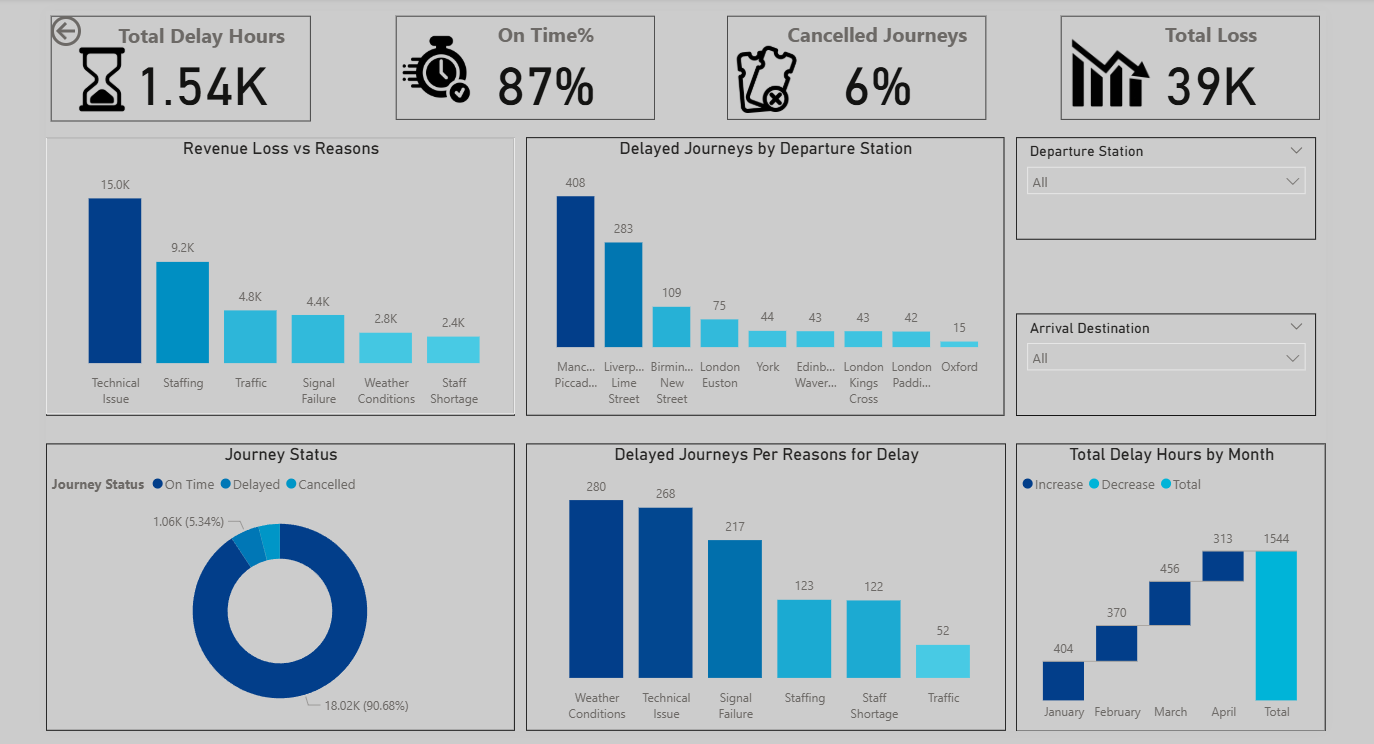 Total Delay Hours
1.54K
On Time%
87%
Cancelled Journeys
6%
Total Loss
39K
Revenue Loss vs Reasons
15.0K
9.2K
4.8K
4.4K
2.8K
2.4K
Technical
Issue
Staffing
Traffic
Signal
Failure
Weather
Conditions
Staff
Shortage
Delayed Journeys by Departure Station
408
283
109
75
44
43
43
42
15
Manc...
Piccad...
Liverp...
Lime
Street
Birmin...
New
Street
London
Euston
York
Edinb...
Waver...
London
Kings
Cross
London
Paddi...
Oxford
Departure Station
All
Arrival Destination
All
Journey Status
Journey Status On Time Delayed Cancelled
1.06K (5.34%)
18.02K (90.68%)
Delayed Journeys Per Reasons for Delay
280
268
217
123
122
52
Weather
Conditions
Technical
Issue
Signal
Failure
Staffing
Staff
Shortage
Traffic
Total Delay Hours by Month
Increase Decrease Total
404
370
456
313
1544
January
February
March
April
Total